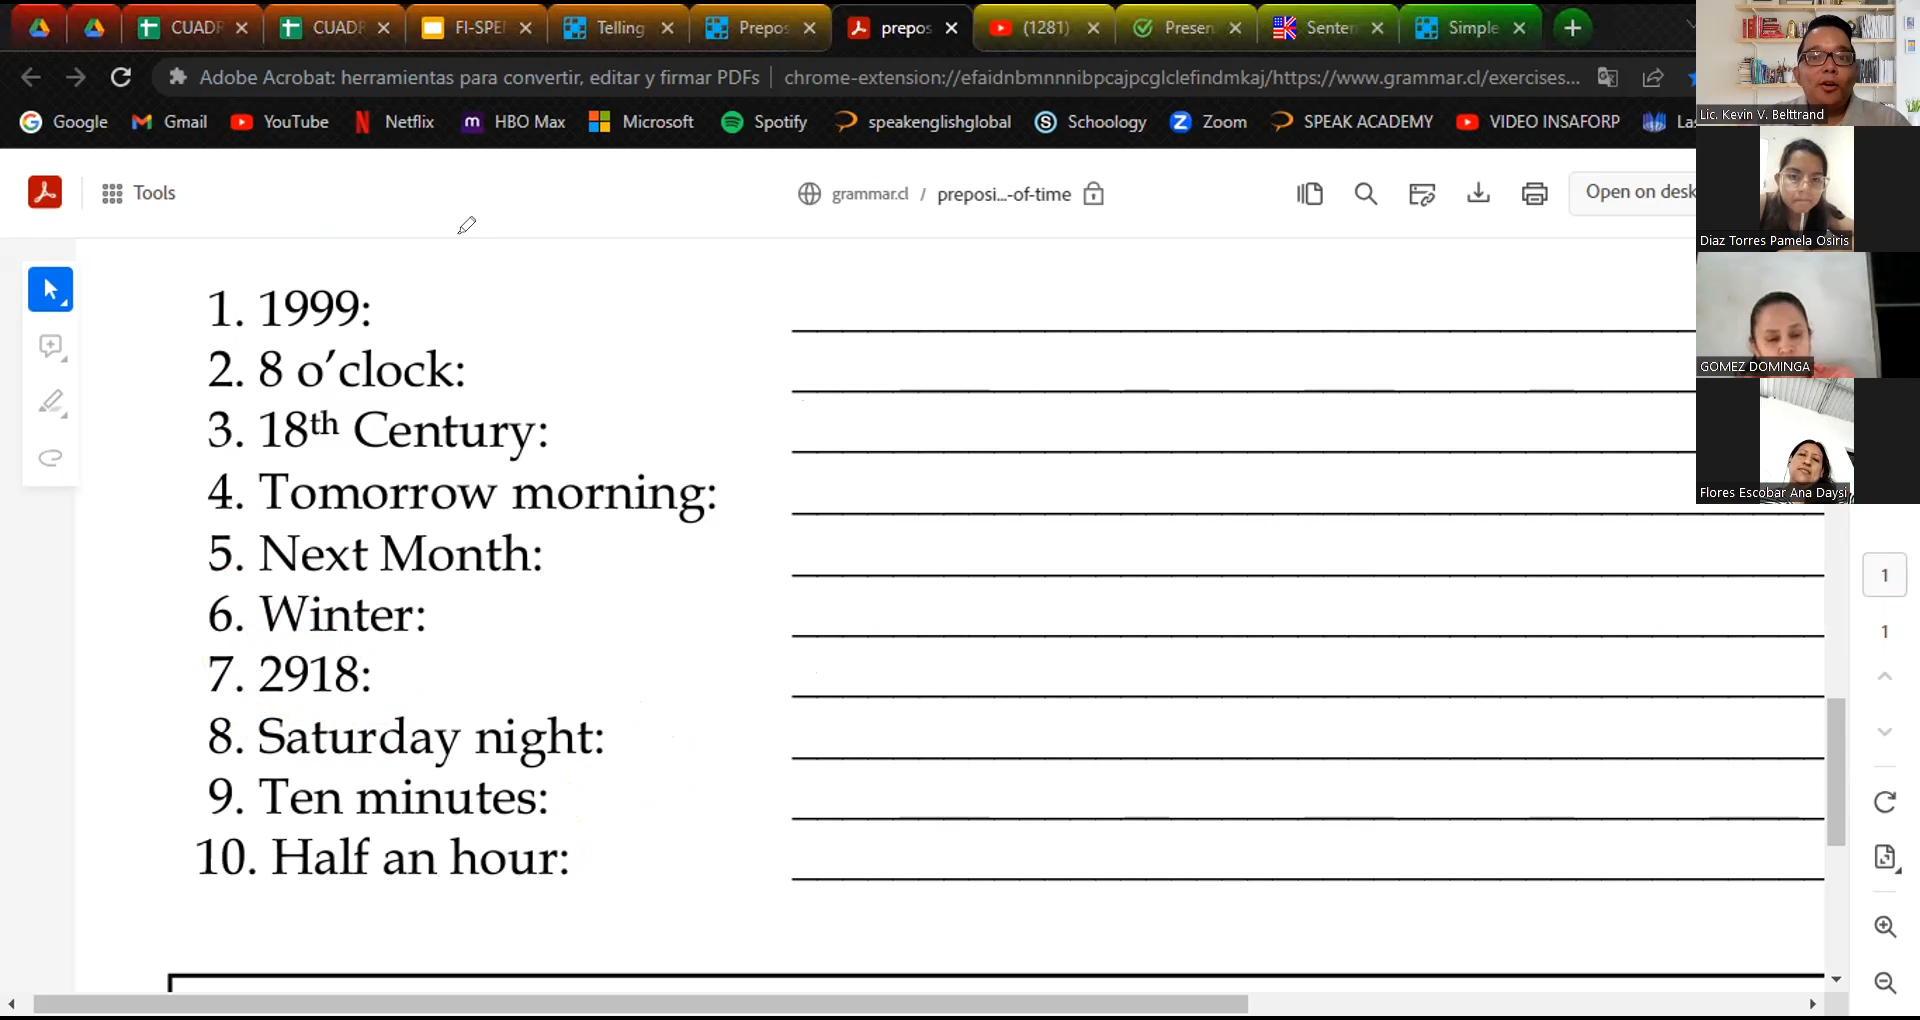 CUADR
CUADR
FI-SPE
Telling
Prepos
prepos
(1281)
Presen
Senten
Simple
Adobe Acrobat: herramientas para convertir, editar y firmar PDFs
chrome-extension://efaidnbmnnnibpcajpcglclefindmkaj/https://www.grammar.cl/exercises...
Google
Gmail
YouTube
Netflix
HBO Max
Microsoft
Spotify
speakenglishglobal
Schoology
Zoom
SPEAK ACADEMY
VIDEO INSAFORP
Las
Tools
grammar.cl / preposi...-of-time
Open on desk
1. 1999:
2. 8 o’clock:
3. 18th Century:
4. Tomorrow morning:
5. Next Month:
6. Winter:
7. 2918:
8. Saturday night:
9. Ten minutes:
10. Half an hour:
Lic. Kevin V. Belttrand
Diaz Torres Pamela Osiris
GOMEZ DOMINGA
Flores Escobar Ana Daysi
1
1